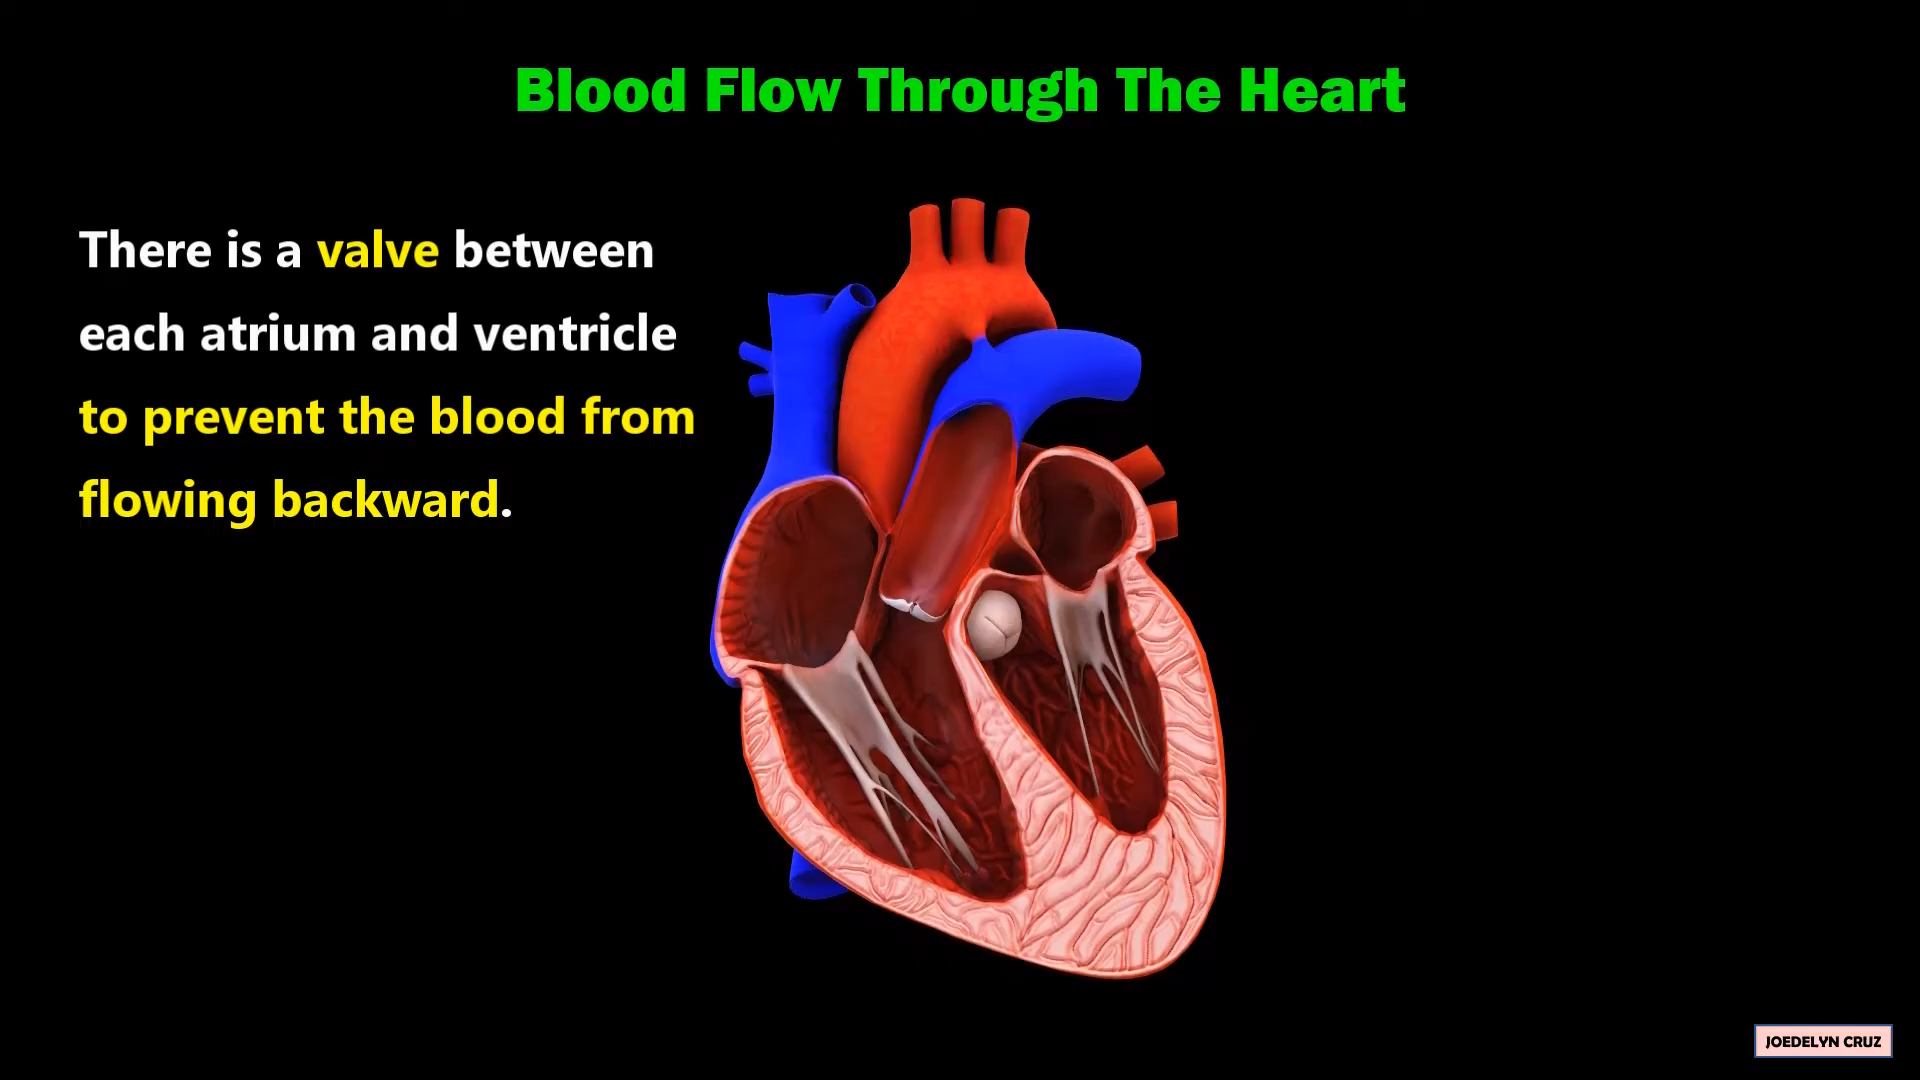 Blood Flow Through The Heart
There is a valve between
each atrium and ventricle
to prevent the blood from
flowing backward.
JOEDELYN CRUZ